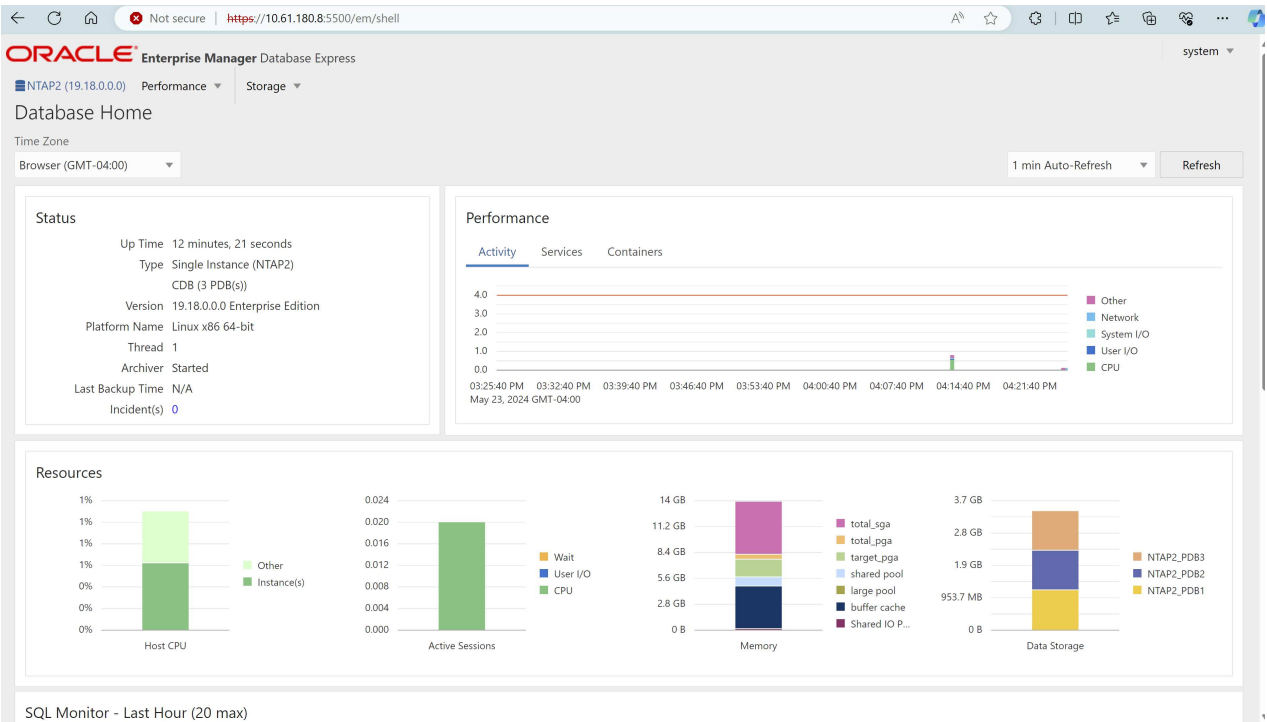 Not secure https://10.61.180.8:5500/em/shell
ORACLE Enterprise Manager Database Express
system
NTAP2 (19.18.0.0.0) Performance Storage
Database Home
Time Zone
Browser (GMT-04:00)
1 min Auto-Refresh Refresh
Status
Up Time 12 minutes, 21 seconds
Type Single Instance (NTAP2)
CDB (3 PDB(s))
Version 19.18.0.0.0 Enterprise Edition
Platform Name Linux x86 64-bit
Thread 1
Archiver Started
Last Backup Time N/A
Incident(s) 0
Performance
Activity Services Containers
4.0
3.0
2.0
1.0
0.0
03:25:40 PM 03:32:40 PM 03:39:40 PM 03:46:40 PM 03:53:40 PM 04:00:40 PM 04:07:40 PM 04:14:40 PM 04:21:40 PM
May 23, 2024 GMT-04:00
Other
Network
System I/O
User I/O
CPU
Resources
1%
1%
1%
1%
0%
0%
0%
Host CPU
Other
Instance(s)
0.024
0.020
0.016
0.012
0.008
0.004
0.000
Active Sessions
Wait
User I/O
CPU
14 GB
11.2 GB
8.4 GB
5.6 GB
2.8 GB
0 B
Memory
total_sga
total_pga
target_pga
shared pool
large pool
buffer cache
Shared IO P...
3.7 GB
2.8 GB
1.9 GB
953.7 MB
0 B
Data Storage
NTAP2_PDB3
NTAP2_PDB2
NTAP2_PDB1
SQL Monitor - Last Hour (20 max)